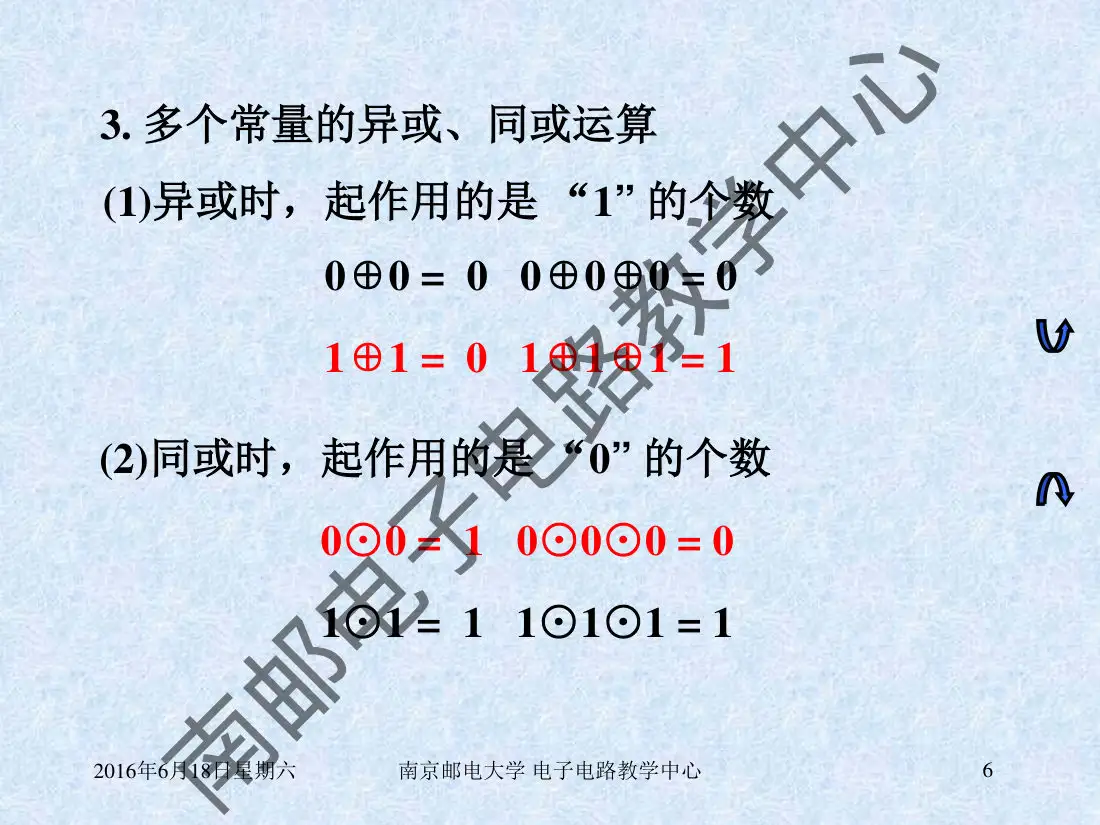 3. 多个常量的异或、同或运算
(1)异或时，起作用的是 “1” 的个数
0⊕0 = 0 0⊕0⊕0 = 0
1⊕1 = 0 1⊕1⊕1 = 1
(2)同或时，起作用的是 “0” 的个数
0⊙0 = 1 0⊙0⊙0 = 0
1⊙1 = 1 1⊙1⊙1 = 1
南邮电子电路教学中心
2016年6月18日星期六 南京邮电大学 电子电路教学中心 6